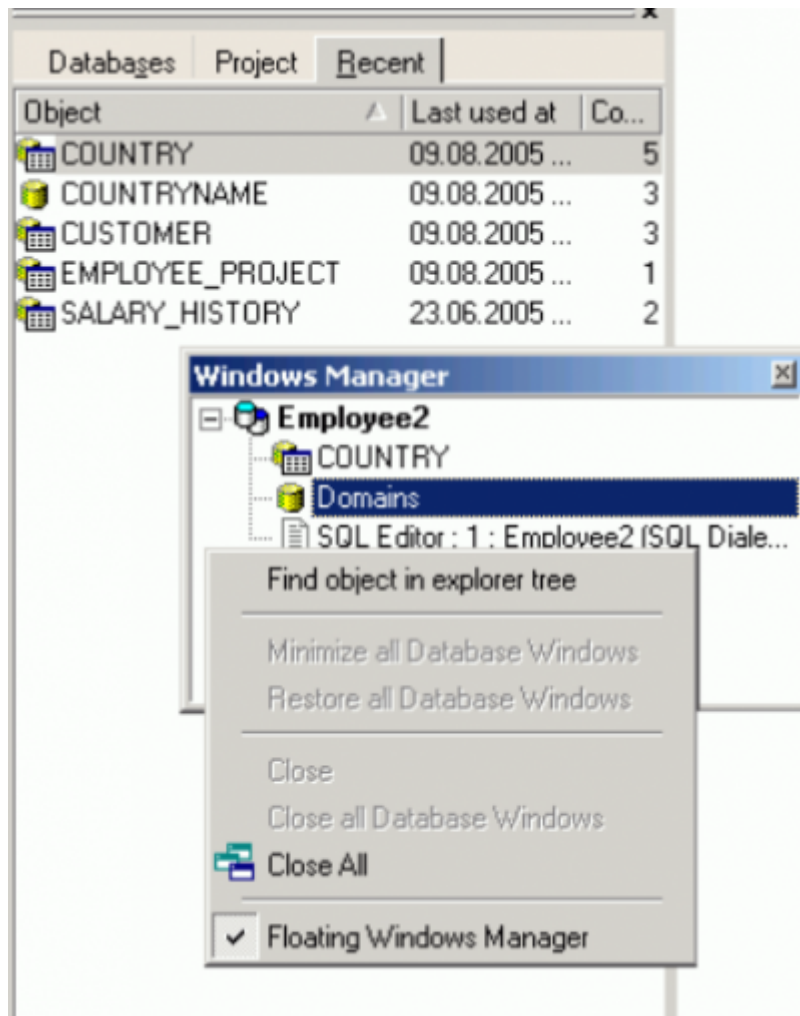 Databases Project Recent
Object Last used at Co...
COUNTRY 09.08.2005 ... 5
COUNTRYNAME 09.08.2005 ... 3
CUSTOMER 09.08.2005 ... 3
EMPLOYEE_PROJECT 09.08.2005 ... 1
SALARY_HISTORY 23.06.2005 ... 2
Windows Manager
Employee2
COUNTRY
Domains
SQL Editor : 1 : Employee2 (SQL Diale...
Find object in explorer tree
Minimize all Database Windows
Restore all Database Windows
Close
Close all Database Windows
Close All
Floating Windows Manager